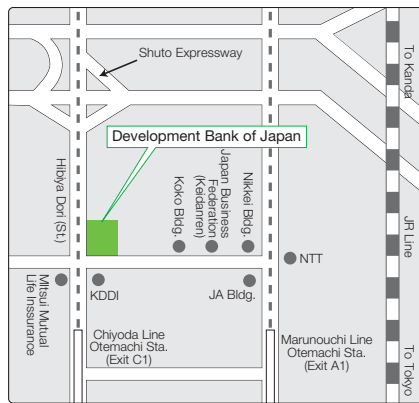 Shuto Expressway
To Kanda
Development Bank of Japan
Hibiya Dori (St.)
Koko Bldg.
Japan Business
Federation
(Keidanren)
Nikkei Bldg.
JR Line
NTT
MItsui Mutual
Life Inssurance
KDDI
JA Bldg.
Chiyoda Line
Otemachi Sta.
(Exit C1)
Marunouchi Line
Otemachi Sta.
(Exit A1)
To Tokyo